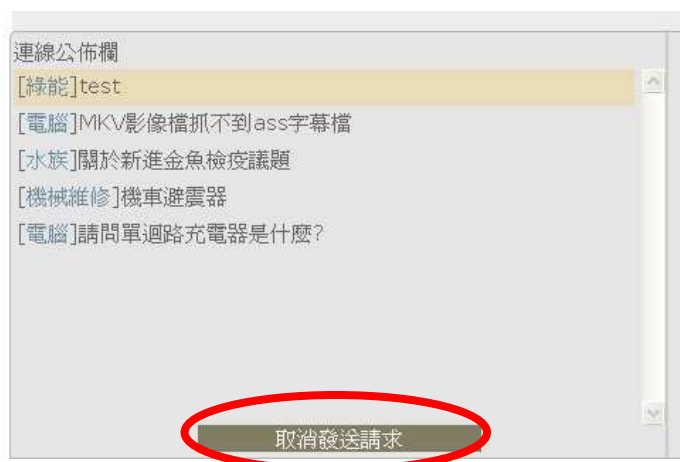 連線公佈欄
[綠能]test
[電腦]MKV影像檔抓不到ass字幕檔
[水族]關於新進金魚檢疫議題
[機械維修]機車避震器
[電腦]請問單迴路充電器是什麼?
取消發送請求